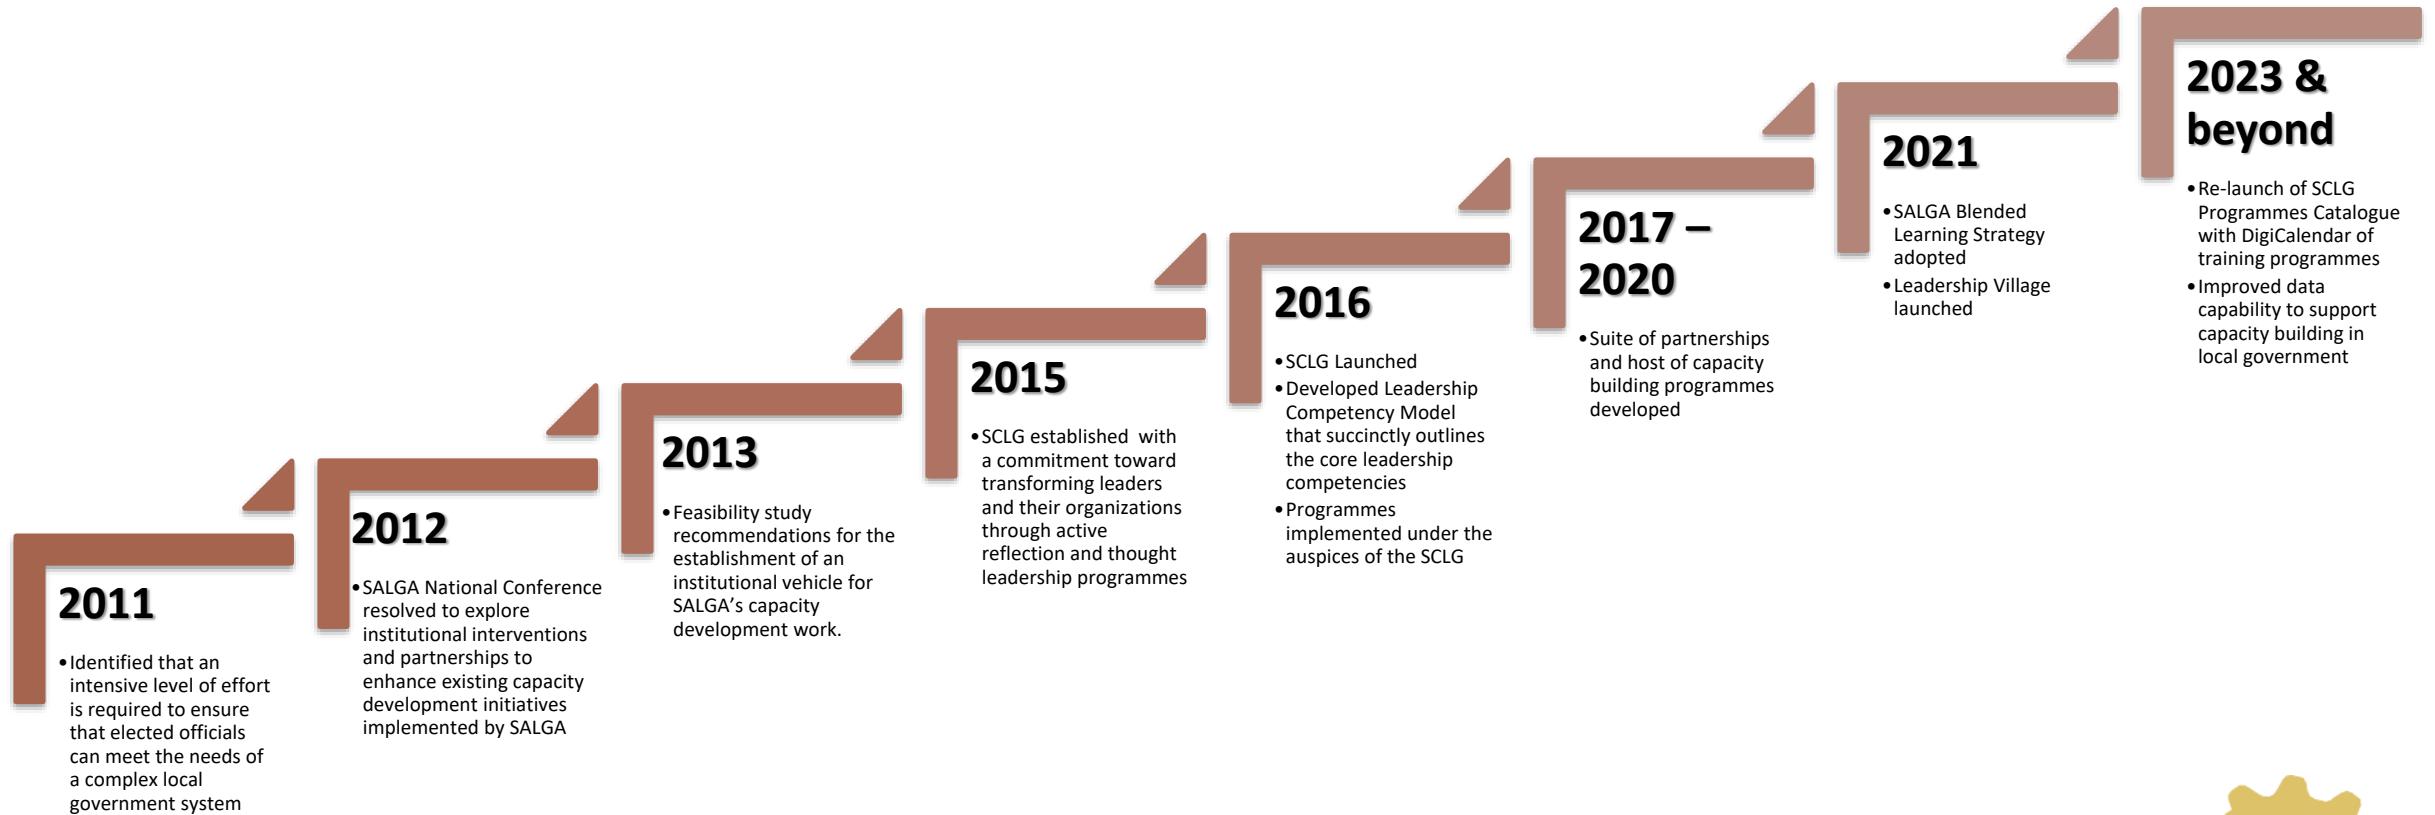 2011
•Identified that an
intensive level of effort
is required to ensure
that elected officials
can meet the needs of
a complex local
government system
2012
•SALGA National Conference
resolved to explore
institutional interventions
and partnerships to
enhance existing capacity
development initiatives
implemented by SALGA
2013
•Feasibility study
recommendations for the
establishment of an
institutional vehicle for
SALGA’s capacity
development work.
2015
•SCLG established with
a commitment toward
transforming leaders
and their organizations
through active
reflection and thought
leadership programmes
2016
•SCLG Launched
•Developed Leadership
Competency Model
that succinctly outlines
the core leadership
competencies
•Programmes
implemented under the
auspices of the SCLG
2017 –
2020
•Suite of partnerships
and host of capacity
building programmes
developed
2021
•SALGA Blended
Learning Strategy
adopted
•Leadership Village
launched
2023 &
beyond
•Re-launch of SCLG
Programmes Catalogue
with DigiCalendar of
training programmes
•Improved data
capability to support
capacity building in
local government